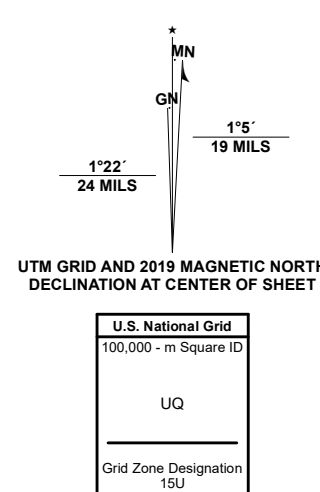 ★
MN
GN
1°5´
19 MILS
1°22´
24 MILS
UTM GRID AND 2019 MAGNETIC NORTH
DECLINATION AT CENTER OF SHEET
U.S. National Grid
100,000 - m Square ID
UQ
Grid Zone Designation
15U